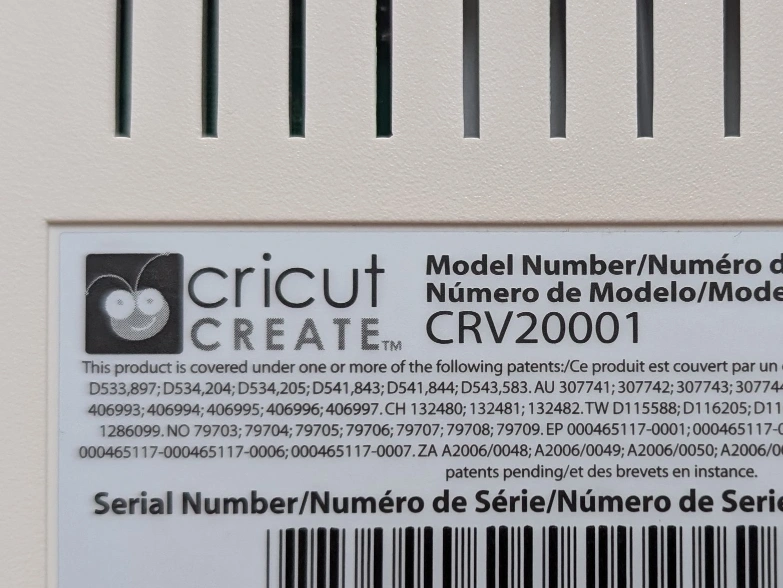 cricut
CREATE™
Model Number/Numéro d
Número de Modelo/Mode
CRV20001
This product is covered under one or more of the following patents:/Ce produit est couvert par un
D533,897; D534,204; D534,205; D541,843; D541,844; D543,583. AU 307741; 307742; 307743; 307744
406993; 406994; 406995; 406996; 406997. CH 132480; 132481; 132482. TW D115588; D116205; D11
1286099. NO 79703; 79704; 79705; 79706; 79707; 79708; 79709. EP 000465117-0001; 000465117-0
000465117-000465117-0006; 000465117-0007. ZA A2006/0048; A2006/0049; A2006/0050; A2006/0
patents pending/et des brevets en instance.
Serial Number/Numéro de Série/Número de Serie